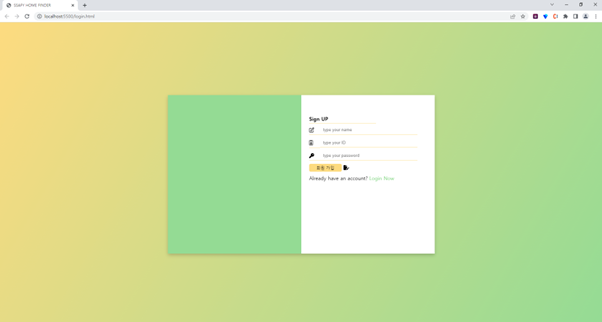 SSAFY HOME FINDER
localhost:5500/login.html
Sign UP
type your name
type your ID
type your password
회원 가입
Already have an account? Login Now